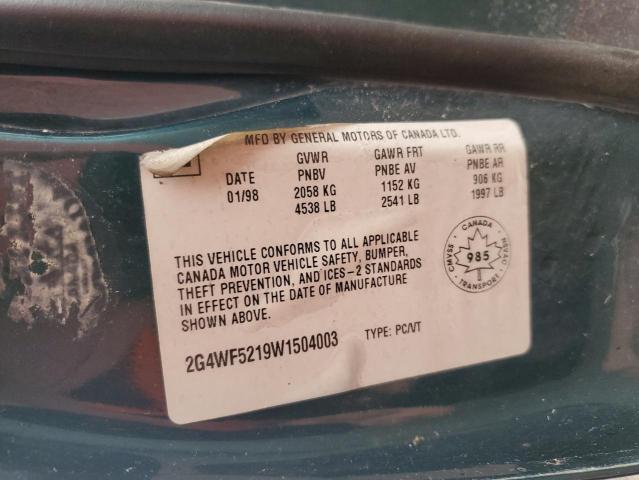 MFD BY GENERAL MOTORS OF CANADA LTD.
GVWR GAWR FRT GAWR RR
DATE PNBV PNBE AV PNBE AR
01/98 2058 KG 1152 KG 906 KG
4538 LB 2541 LB 1997 LB
THIS VEHICLE CONFORMS TO ALL APPLICABLE
CANADA MOTOR VEHICLE SAFETY, BUMPER,
THEFT PREVENTION, AND ICES-2 STANDARDS
IN EFFECT ON THE DATE OF MANUFACTURE
SHOWN ABOVE.
CANADA
CMVSS 985 NSVAC
TRANSPORT
2G4WF5219W1504003 TYPE: PC/VT